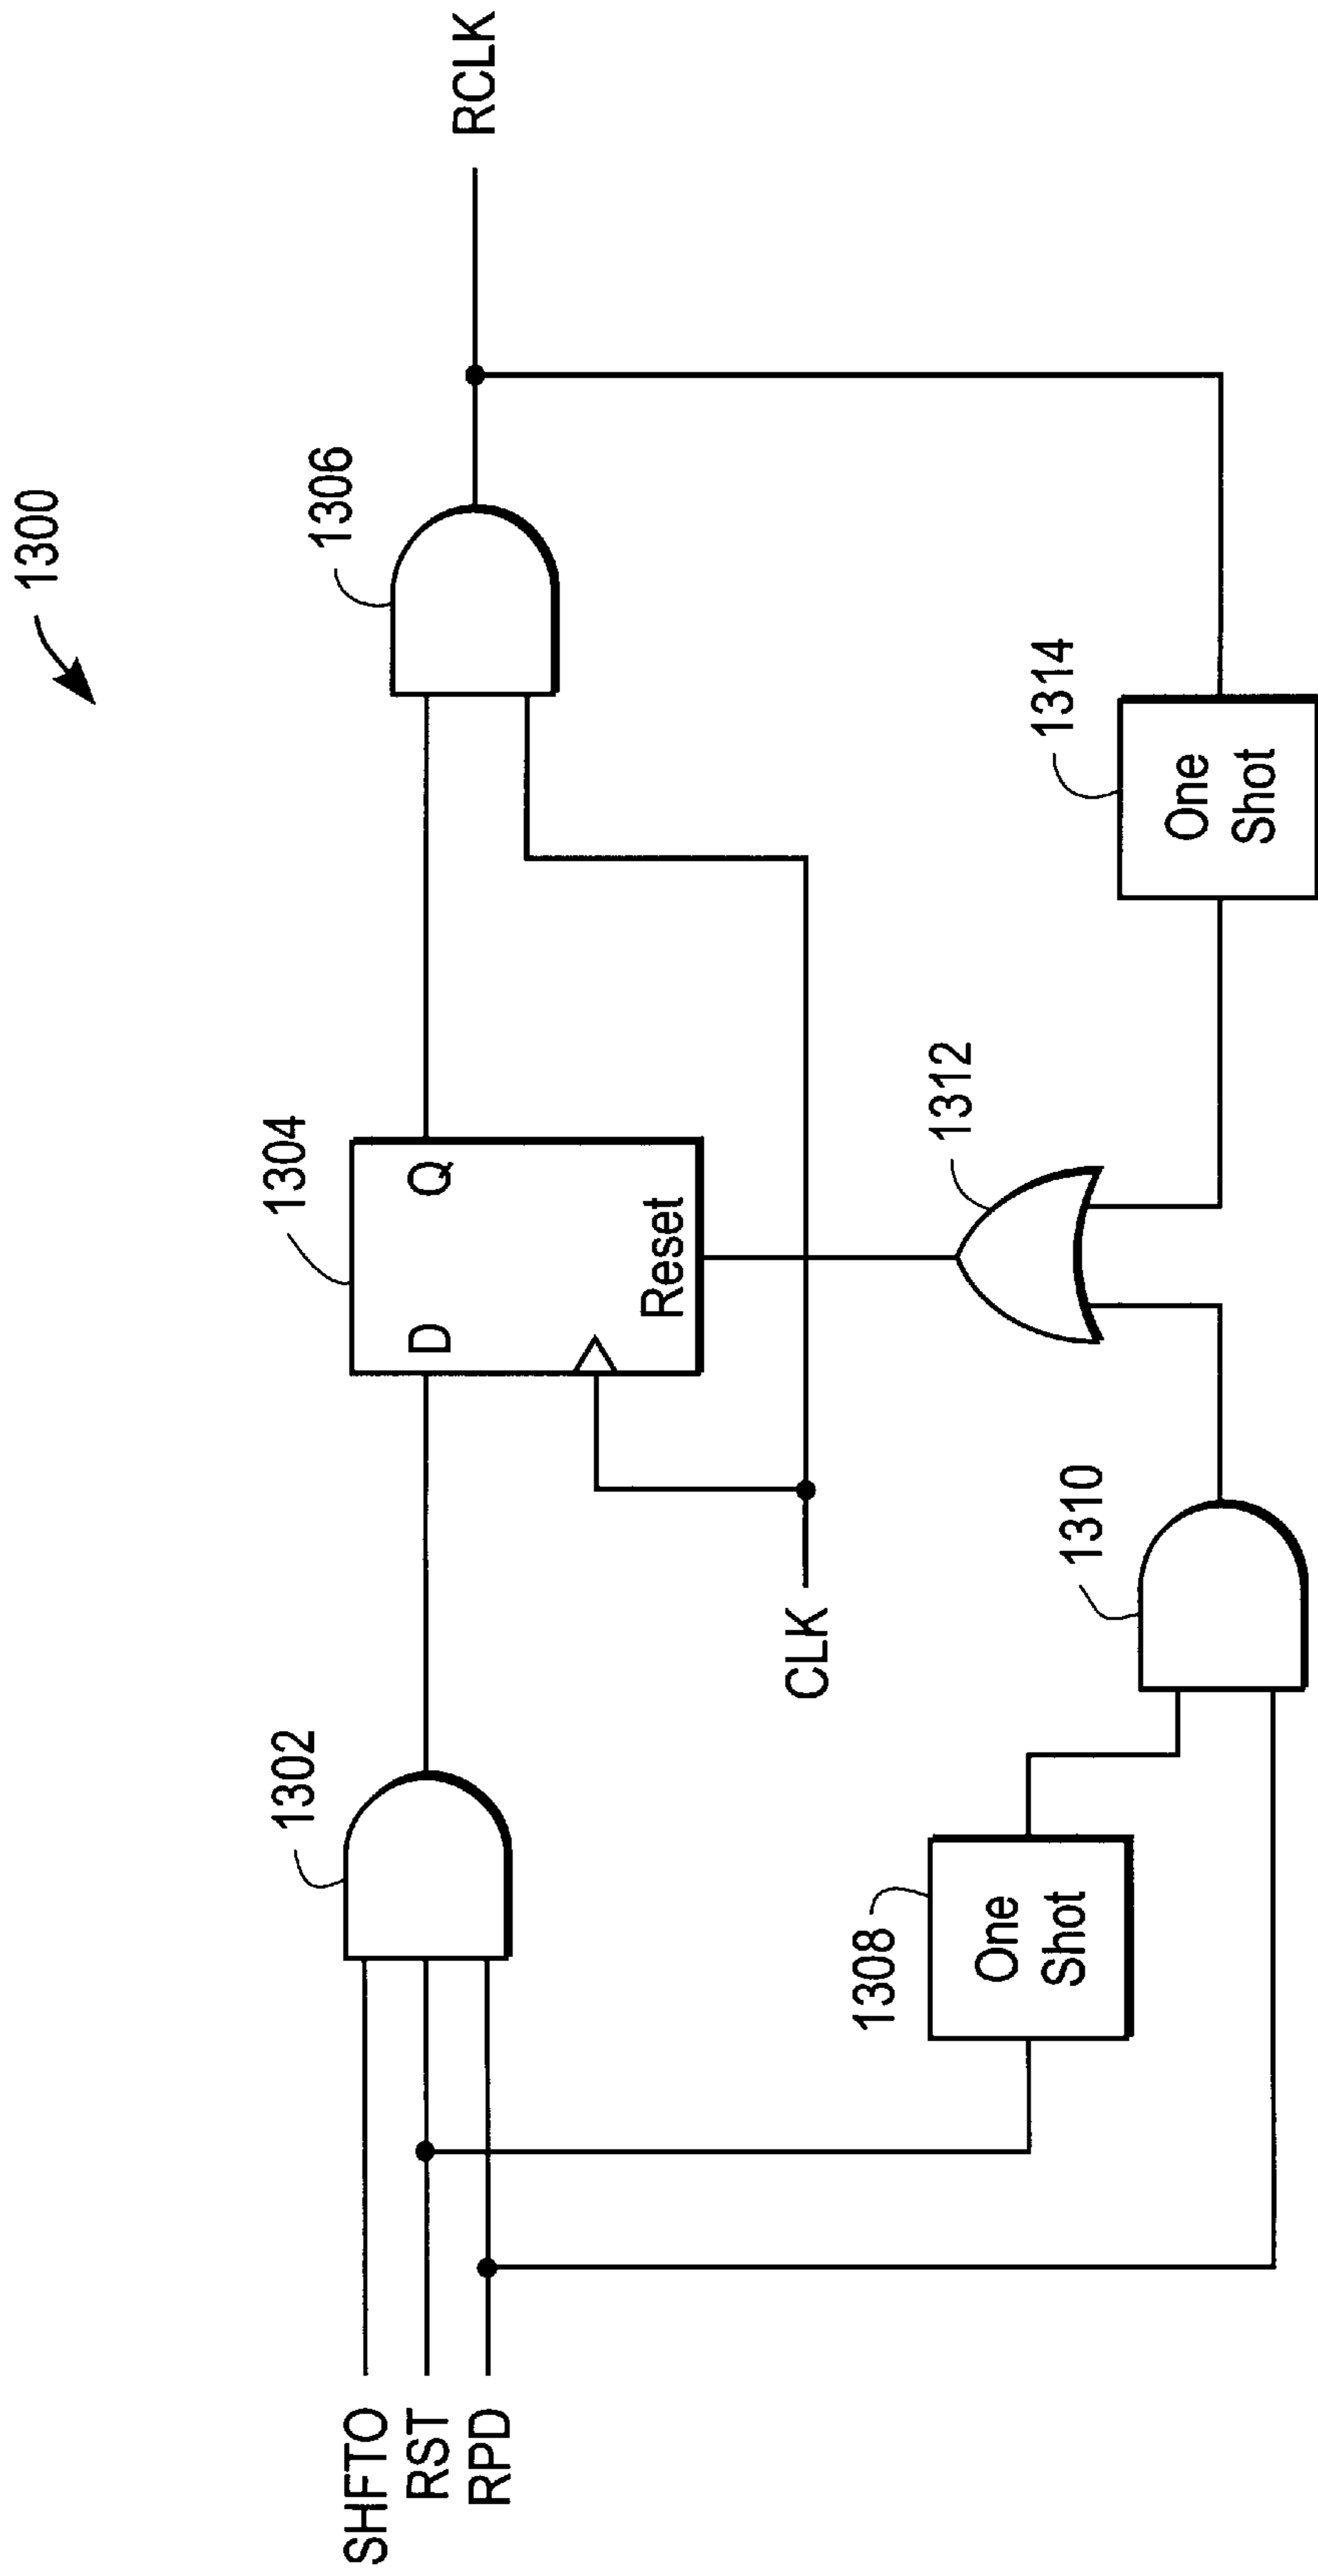 1300
1302
1304
1306
SHFTO
RST
RPD
D
Q
Reset
RCLK
CLK
1308
One
Shot
1310
1312
1314
One
Shot